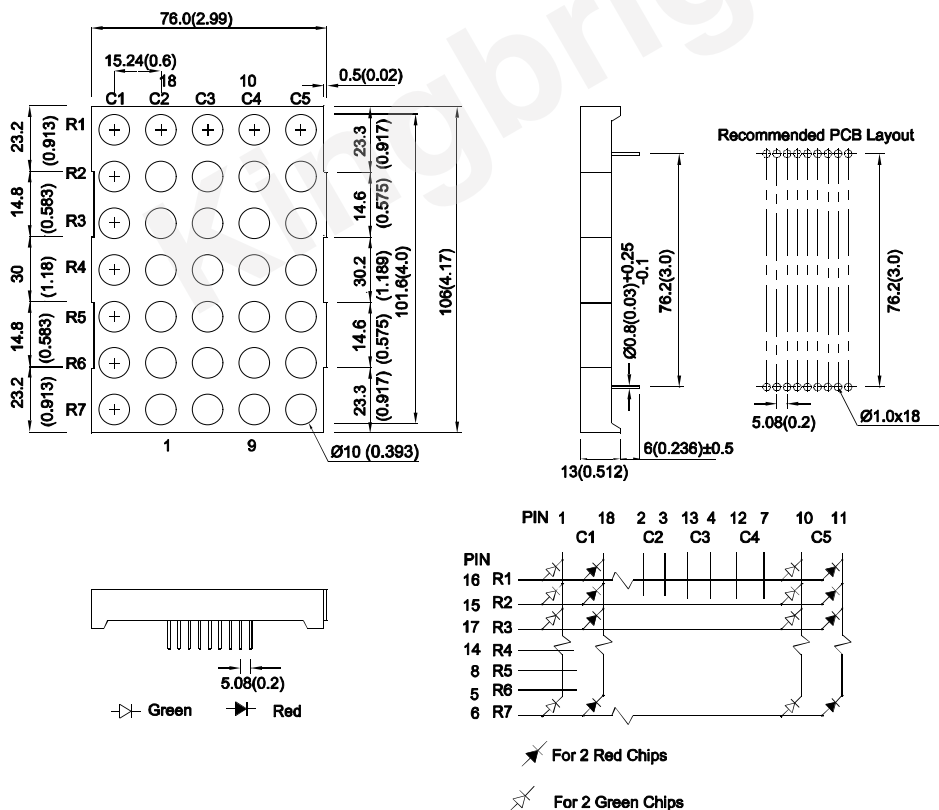 76.0(2.99)
15.24(0.6)
0.5(0.02)
18 10
C1 C2 C3 C4 C5
R1
R2
R3
R4
R5
R6
R7
23.2
(0.913)
14.8
(0.583)
30
(1.18)
14.8
(0.583)
23.2
(0.913)
23.3
(0.917)
14.6
(0.575)
30.2
(1.189)
14.6
(0.575)
23.3
(0.917)
101.6(4.0)
106(4.17)
1 9
Ø10 (0.393)
Ø0.8(0.03)+0.25
-0.1
76.2(3.0)
6(0.236)±0.5
13(0.512)
Recommended PCB Layout
76.2(3.0)
5.08(0.2)
Ø1.0x18
Kingbrig
5.08(0.2)
Green Red
PIN 1 18 2 3 13 4 12 7 10 11
C1 C2 C3 C4 C5
PIN
16 R1
15 R2
17 R3
14 R4
8 R5
5 R6
6 R7
For 2 Red Chips
For 2 Green Chips